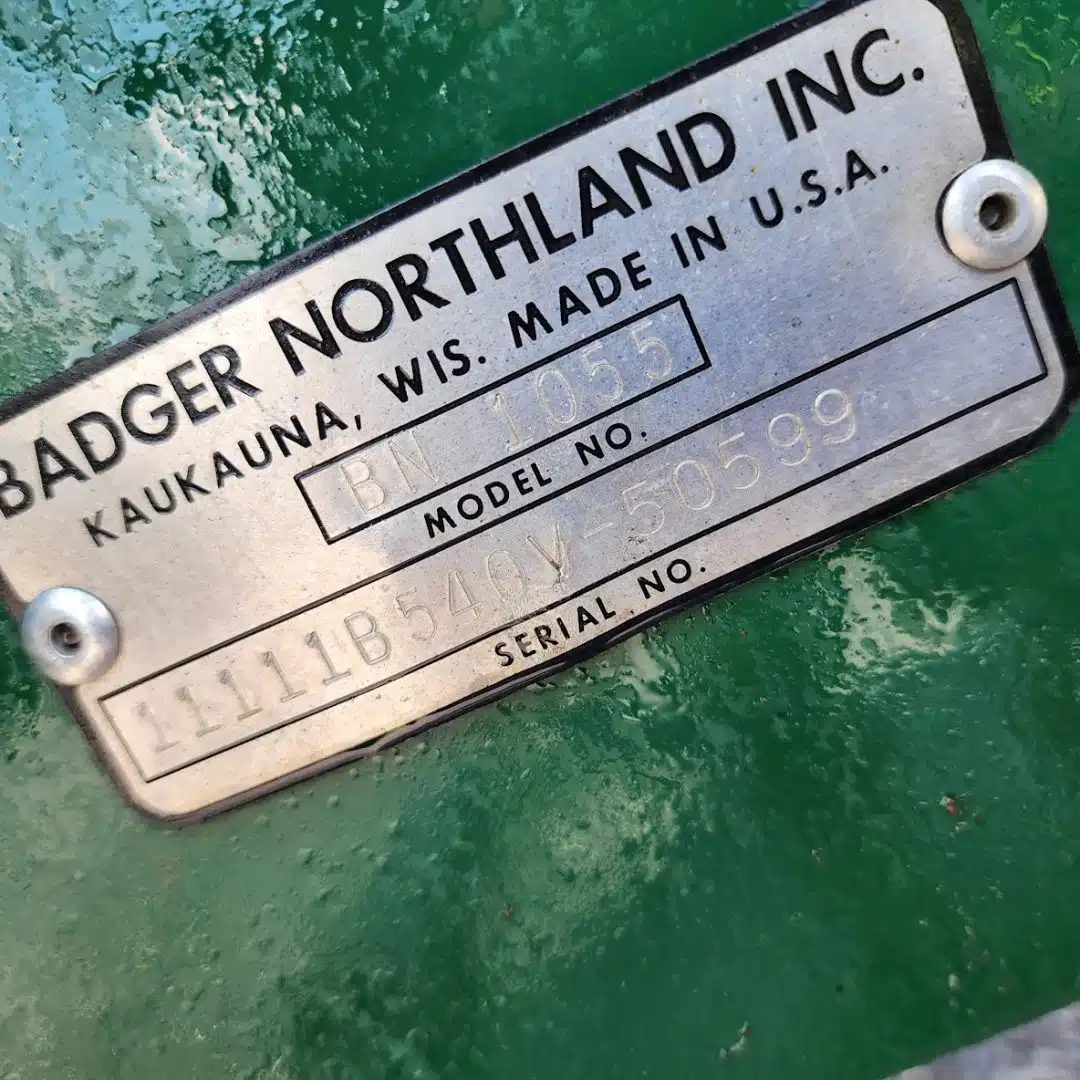 BADGER NORTHLAND INC.
KAUKAUNA, WIS. MADE IN U.S.A.
BN 1055
MODEL NO.
11111B540V-50599
SERIAL NO.